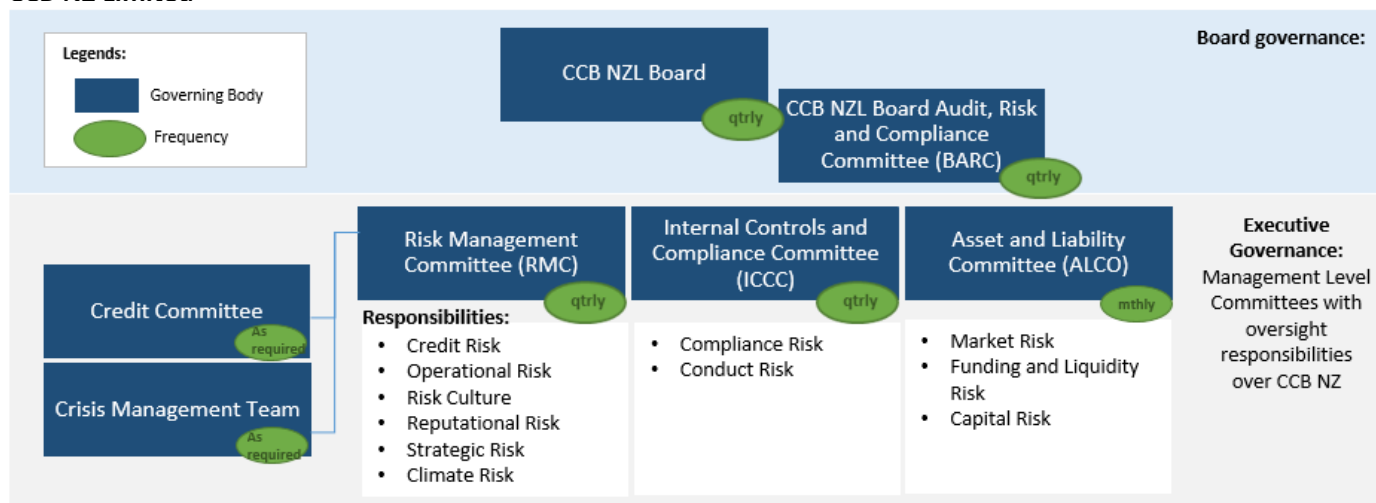 Legends:
Governing Body
Frequency
CCB NZL Board
qtrly
CCB NZL Board Audit, Risk
and Compliance
Committee (BARC)
qtrly
Board governance:
Credit Committee
As
required
Crisis Management Team
As
required
Risk Management
Committee (RMC)
qtrly
Responsibilities:
• Credit Risk
• Operational Risk
• Risk Culture
• Reputational Risk
• Strategic Risk
• Climate Risk
Internal Controls and
Compliance Committee
(ICCC)
qtrly
• Compliance Risk
• Conduct Risk
Asset and Liability
Committee (ALCO)
mthly
• Market Risk
• Funding and Liquidity
Risk
• Capital Risk
Executive
Governance:
Management Level
Committees with
oversight
responsibilities
over CCB NZ